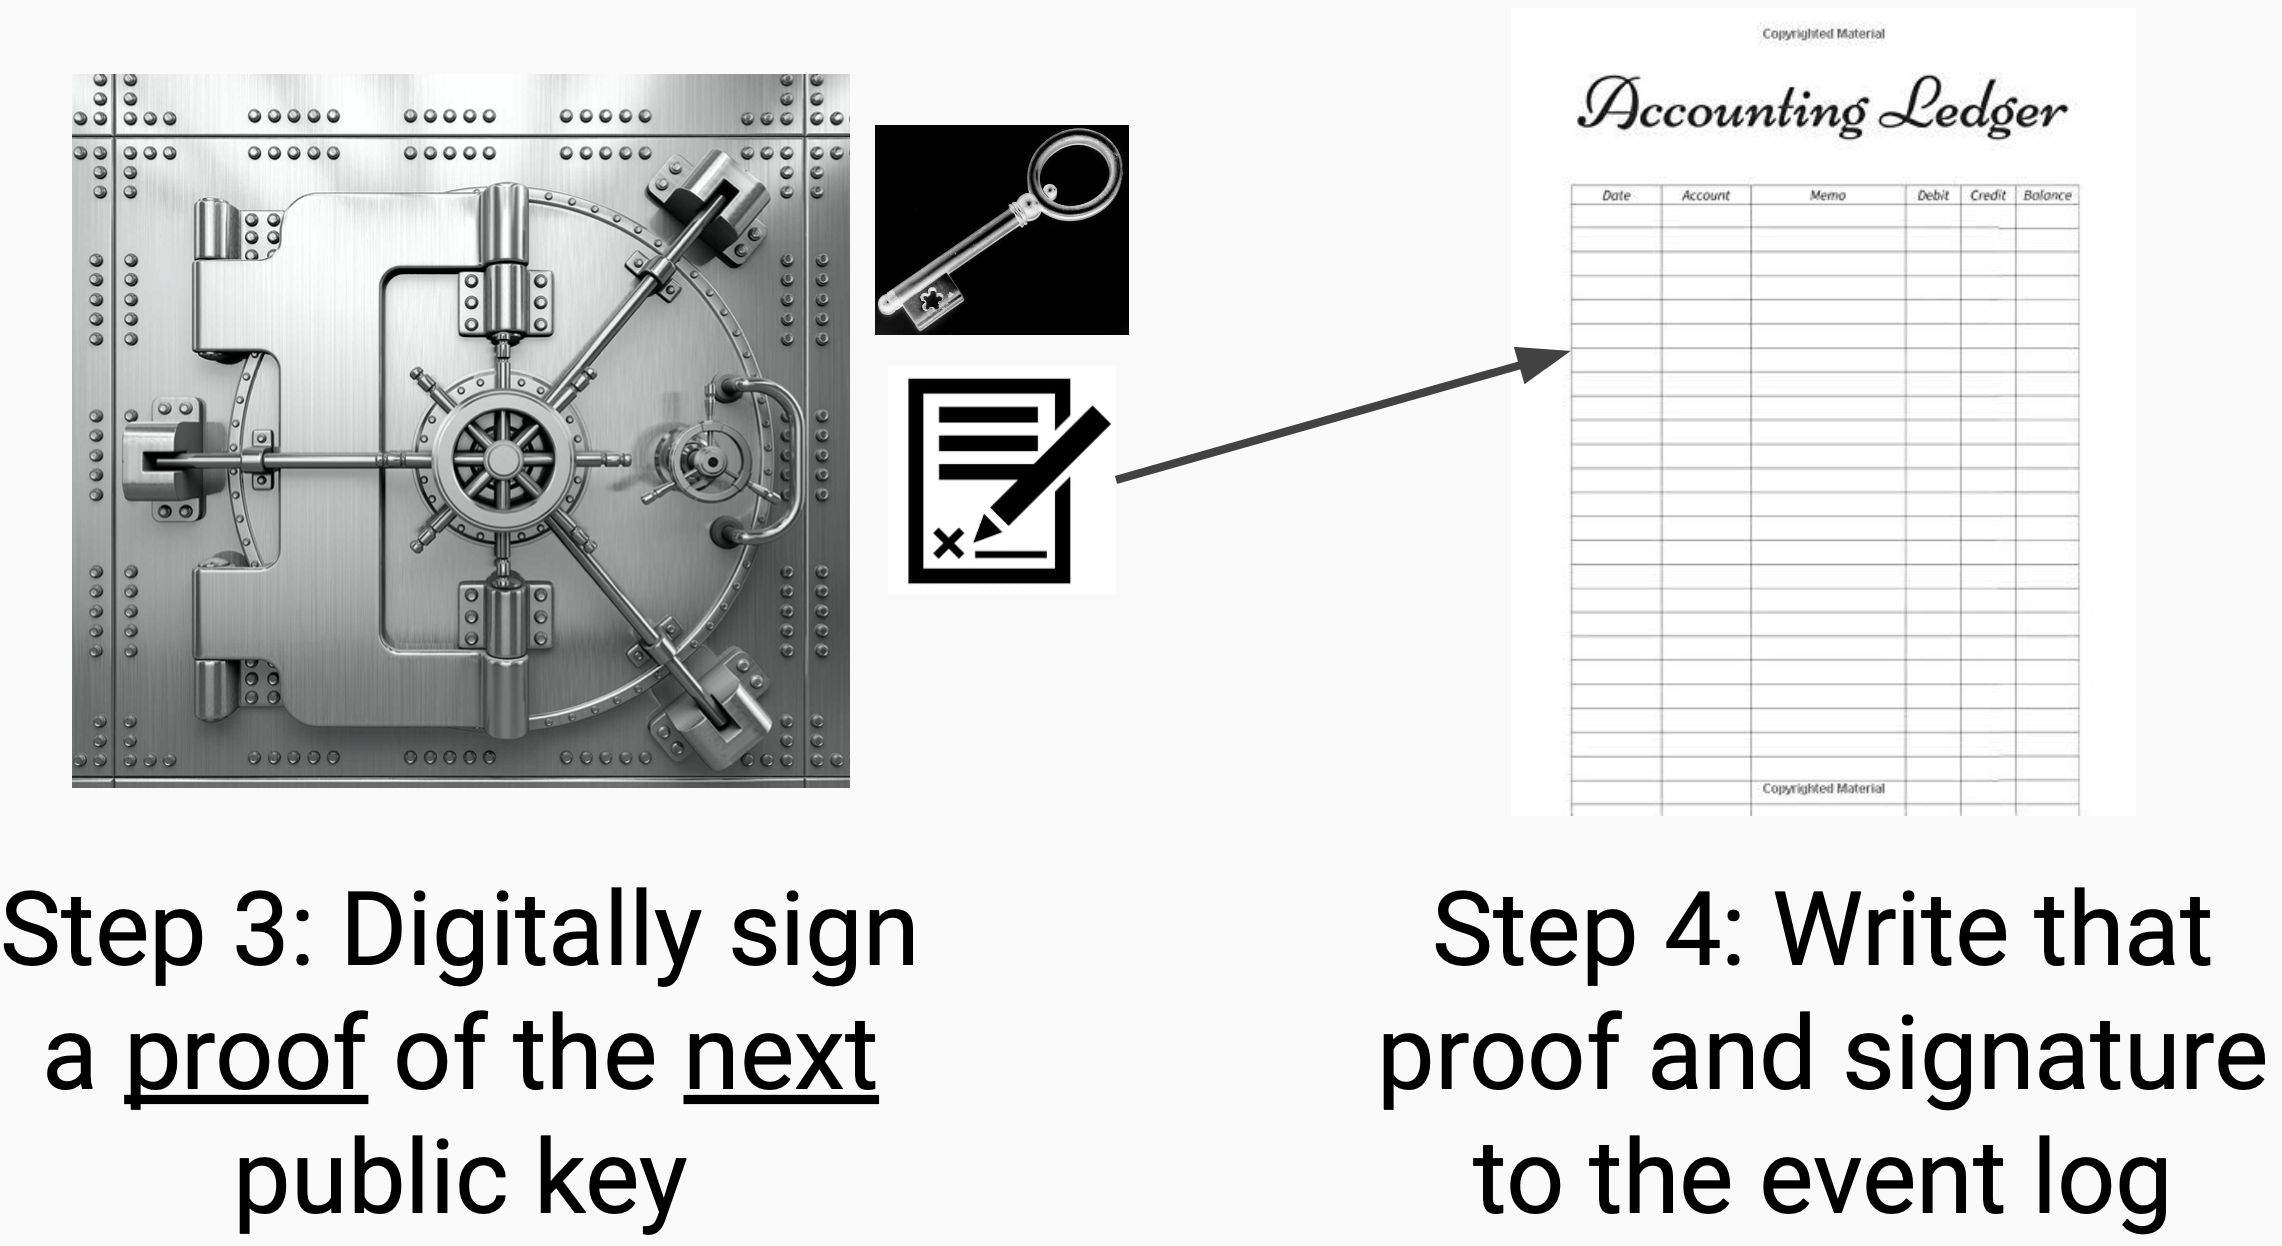 Copyrighted Material
Accounting Ledger
Date Account Memo Debit Credit Balance
Copyrighted Material
Step 3: Digitally sign
a proof of the next
public key
Step 4: Write that
proof and signature
to the event log